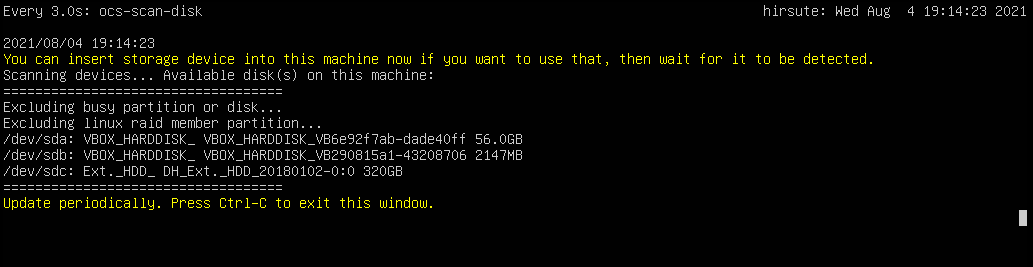 Every 3.0s: ocs-scan-disk hirsute: Wed Aug  4 19:14:23 2021
2021/08/04 19:14:23
You can insert storage device into this machine now if you want to use that, then wait for it to be detected.
Scanning devices... Available disk(s) on this machine:
===================================
Excluding busy partition or disk...
Excluding linux raid member partition...
/dev/sda: VBOX_HARDDISK_ VBOX_HARDDISK_VB6e92f7ab-dade40ff 56.0GB
/dev/sdb: VBOX_HARDDISK_ VBOX_HARDDISK_VB290815a1-43208706 2147MB
/dev/sdc: Ext._HDD_ DH_Ext._HDD_20180102-0:0 320GB
===================================
Update periodically. Press Ctrl-C to exit this window.